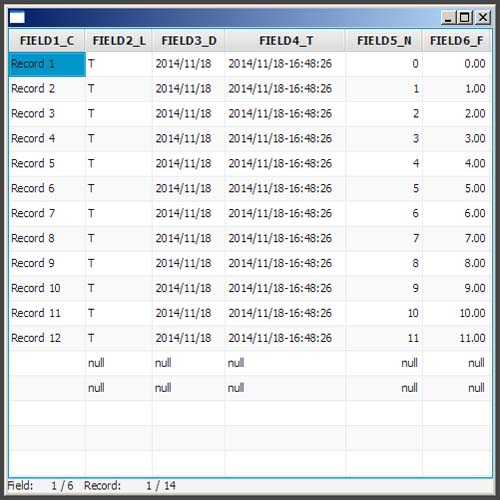 FIELD1_C FIELD2_L FIELD3_D FIELD4_T FIELD5_N FIELD6_F
Record 1 T 2014/11/18 2014/11/18-16:48:26 0 0.00
Record 2 T 2014/11/18 2014/11/18-16:48:26 1 1.00
Record 3 T 2014/11/18 2014/11/18-16:48:26 2 2.00
Record 4 T 2014/11/18 2014/11/18-16:48:26 3 3.00
Record 5 T 2014/11/18 2014/11/18-16:48:26 4 4.00
Record 6 T 2014/11/18 2014/11/18-16:48:26 5 5.00
Record 7 T 2014/11/18 2014/11/18-16:48:26 6 6.00
Record 8 T 2014/11/18 2014/11/18-16:48:26 7 7.00
Record 9 T 2014/11/18 2014/11/18-16:48:26 8 8.00
Record 10 T 2014/11/18 2014/11/18-16:48:26 9 9.00
Record 11 T 2014/11/18 2014/11/18-16:48:26 10 10.00
Record 12 T 2014/11/18 2014/11/18-16:48:26 11 11.00
null null null null null
null null null null null
Field: 1 / 6 Record: 1 / 14